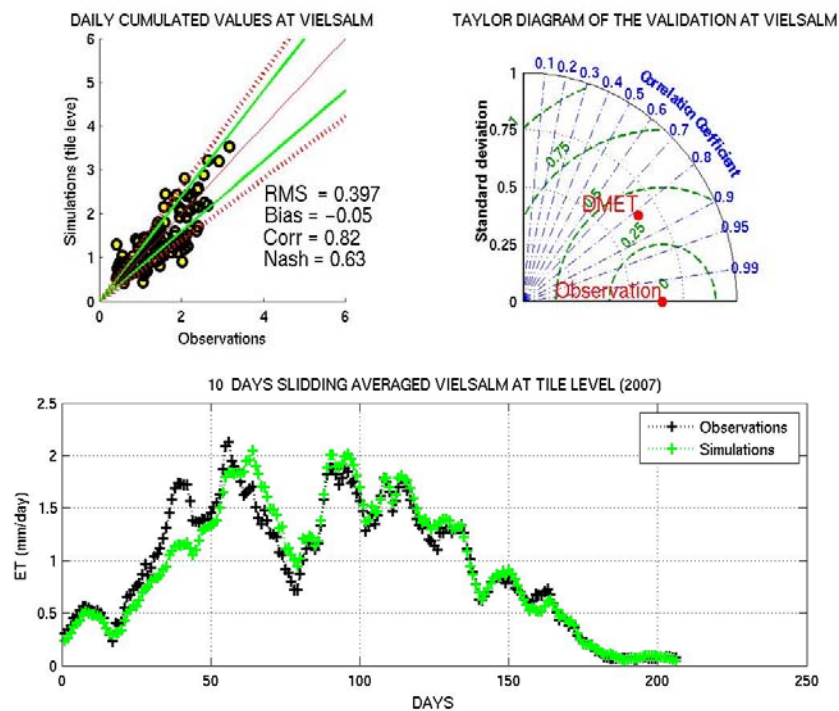 DAILY CUMULATED VALUES AT VIELSALM
6
5
4
3
2
1
0
0 2 4 6
Simulations (tile leve)
Observations
RMS = 0.397
Bias = −0.05
Corr = 0.82
Nash = 0.63
TAYLOR DIAGRAM OF THE VALIDATION AT VIELSALM
1
0.75
0.5
0.25
0
Standard deviation
0.1 0.2 0.3 0.4 0.5 0.6 0.7 0.8 0.9 0.95 0.99
Correlation Coefficient
1
0.75
0.5
0.25
0
DMET
Observation
10 DAYS SLIDDING AVERAGED VIELSALM AT TILE LEVEL (2007)
2.5
2
1.5
1
0.5
0
ET (mm/day)
Observations
Simulations
0 50 100 150 200 250
DAYS